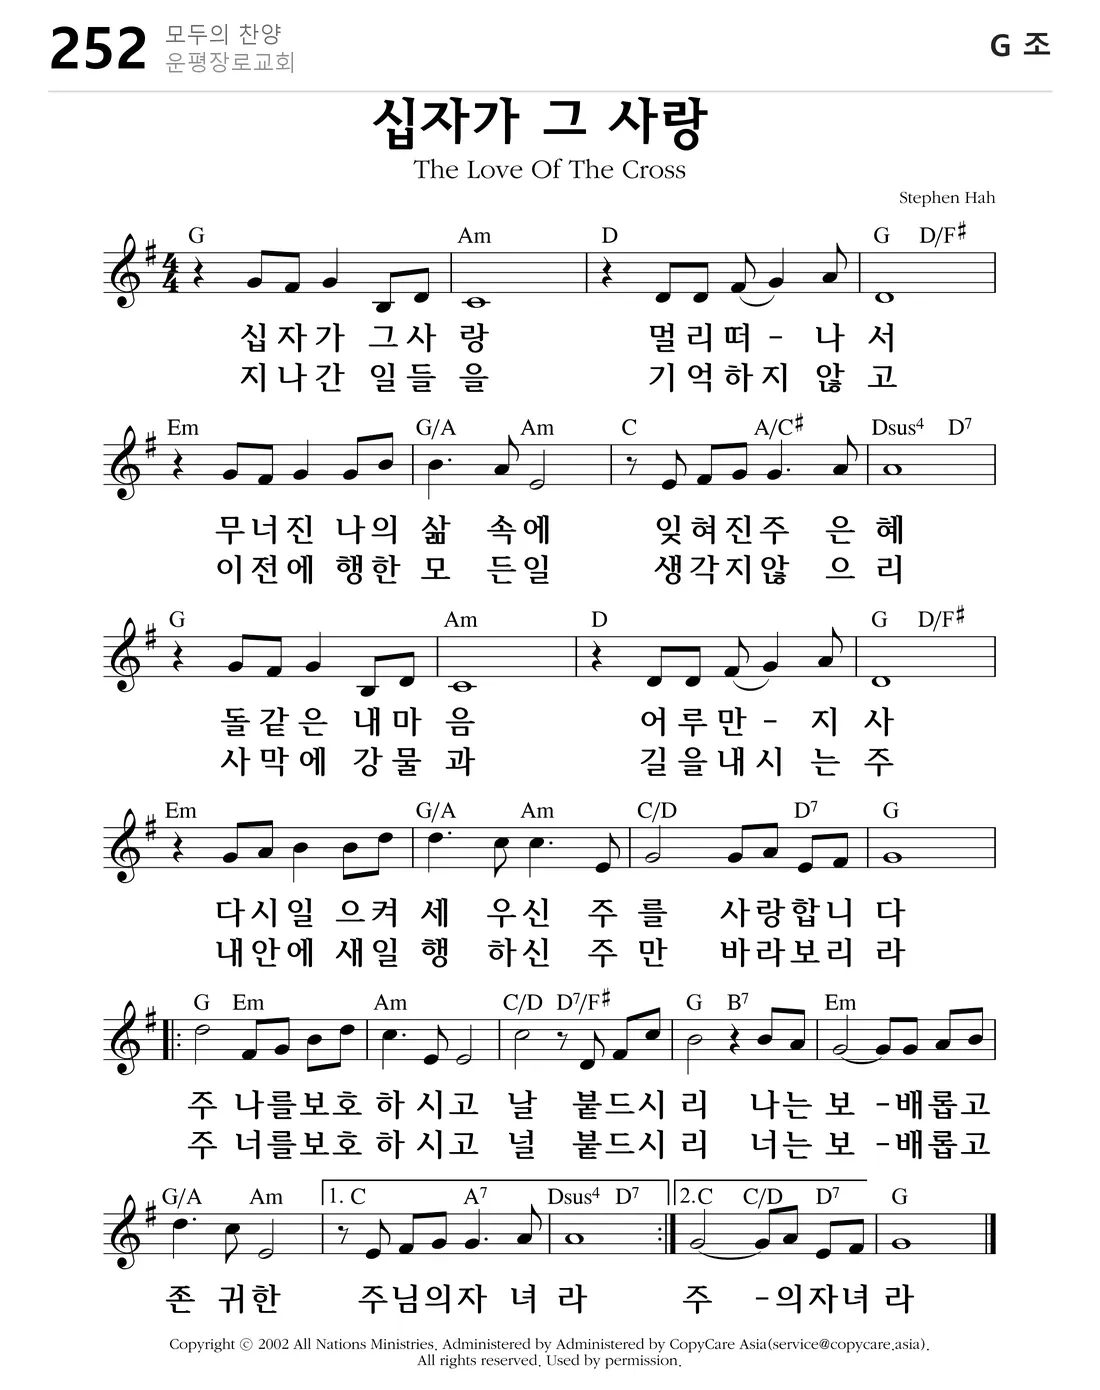 252 모두의 찬양
운평장로교회
G 조
십자가 그 사랑
The Love Of The Cross
Stephen Hah
G Am D G D/F♯
십자가 그사랑 멀리떠-나서
지나간 일들을 기억하지 않고
Em G/A Am C A/C♯ Dsus4 D7
무너진 나의 삶 속에 잊혀진주 은혜
이전에 행한 모든일 생각지않 으리
G Am D G D/F♯
돌같은 내마음 어루만-지사
사막에 강물과 길을내시는주
Em G/A Am C/D D7 G
다시일 으켜 세 우신 주를 사랑합니다
내안에 새일 행 하신 주만 바라보리라
G Em Am C/D D7/F♯ G B7 Em
주 나를보호 하시고 날 붙드시리 나는 보-배롭고
주 너를보호 하시고 널 붙드시리 너는 보-배롭고
G/A Am 1. C A7 Dsus4 D7 2. C C/D D7 G
존귀한 주님의자녀라 주-의자녀라
Copyright ⓒ 2002 All Nations Ministries. Administered by Administered by CopyCare Asia(service@copycare.asia).
All rights reserved. Used by permission.